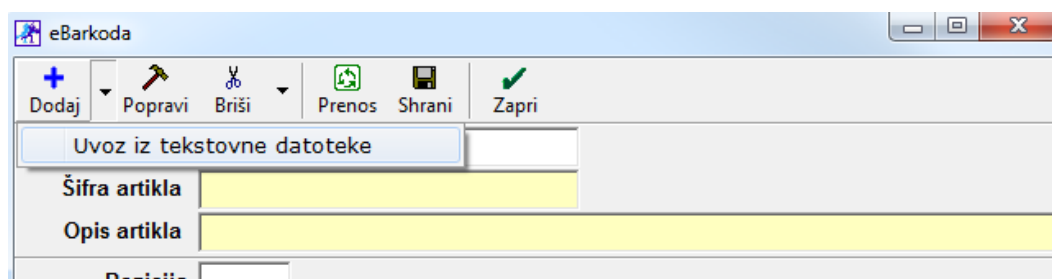 eBarkoda
Dodaj Popravi Briši Prenos Shrani Zapri
Uvoz iz tekstovne datoteke
Šifra artikla
Opis artikla